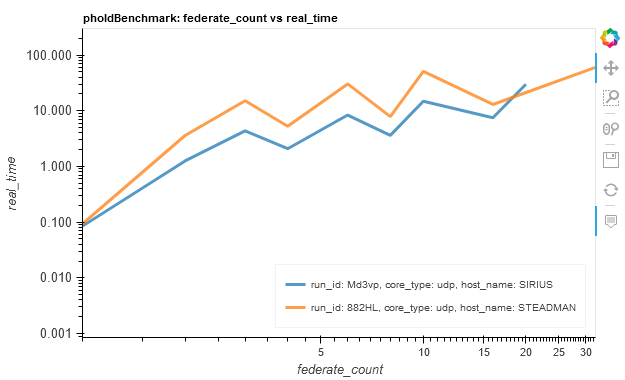 pholdBenchmark: federate_count vs real_time
100.000
10.000
1.000
0.100
0.010
0.001
real_time
run_id: Md3vp, core_type: udp, host_name: SIRIUS
run_id: 882HL, core_type: udp, host_name: STEADMAN
5 10 15 20 25 30
federate_count